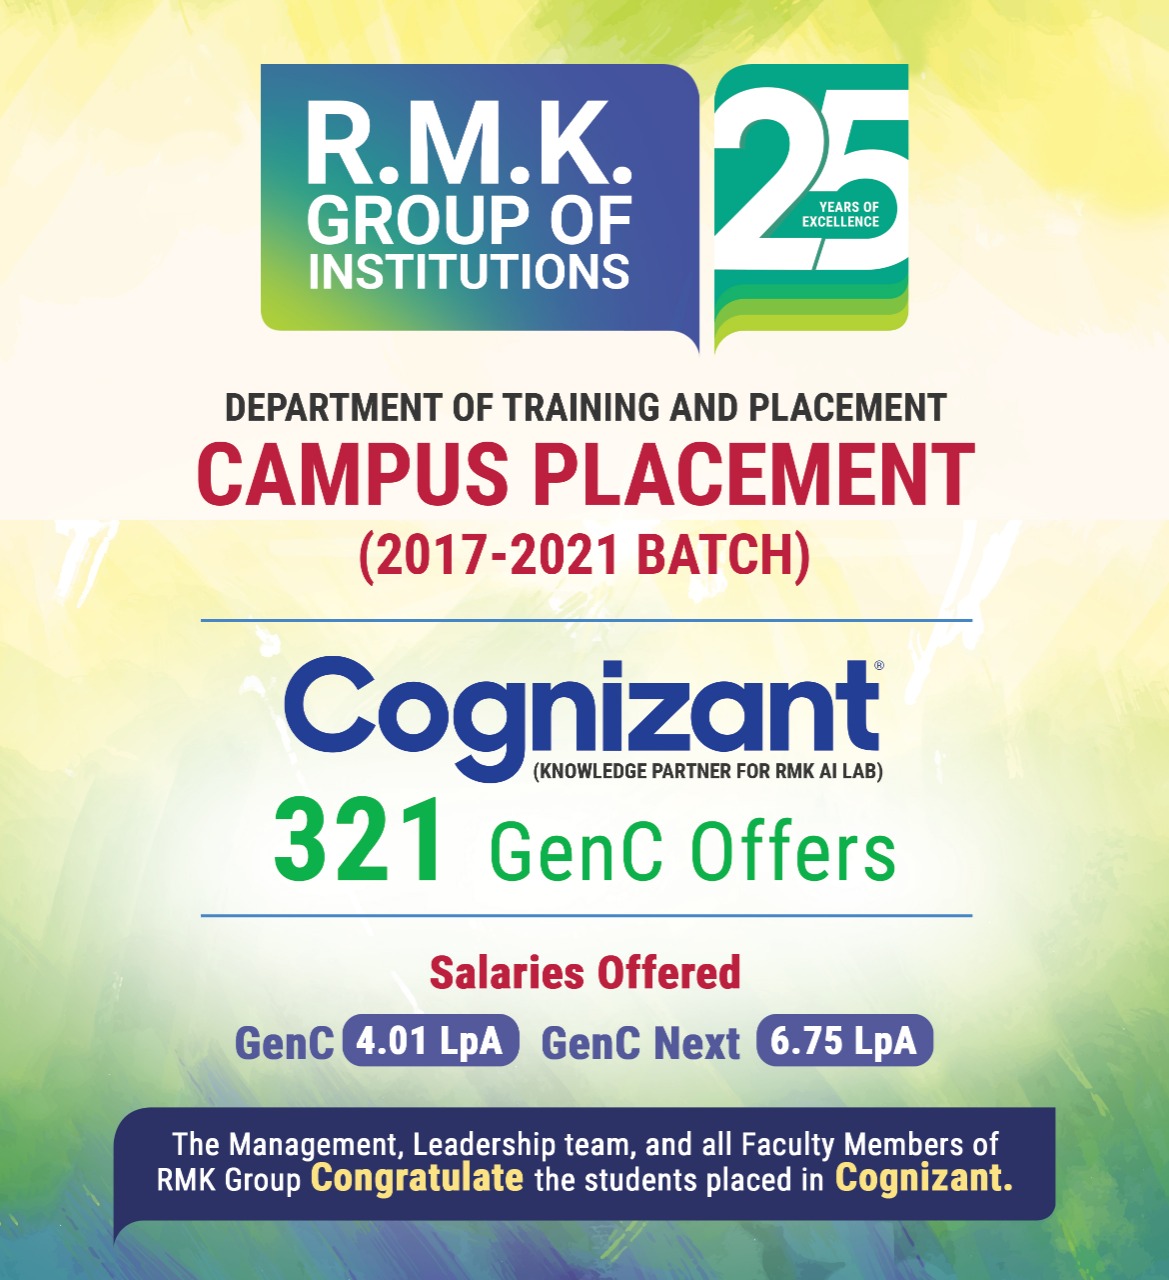 R.M.K.
GROUP OF
INSTITUTIONS
25
YEARS OF
EXCELLENCE
DEPARTMENT OF TRAINING AND PLACEMENT
CAMPUS PLACEMENT
(2017-2021 BATCH)
Cognizant®
(KNOWLEDGE PARTNER FOR RMK AI LAB)
321 GenC Offers
Salaries Offered
GenC 4.01 LpA GenC Next 6.75 LpA
The Management, Leadership team, and all Faculty Members of
RMK Group Congratulate the students placed in Cognizant.